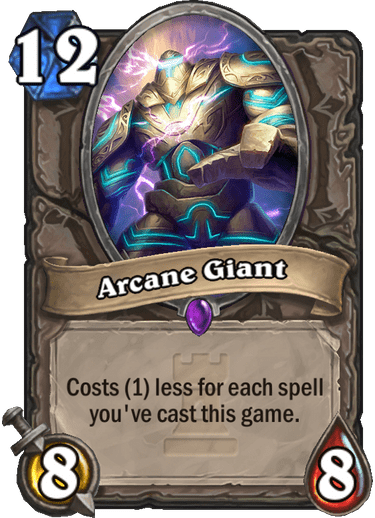 12
Arcane Giant
Costs (1) less for each spell
you've cast this game.
8 8